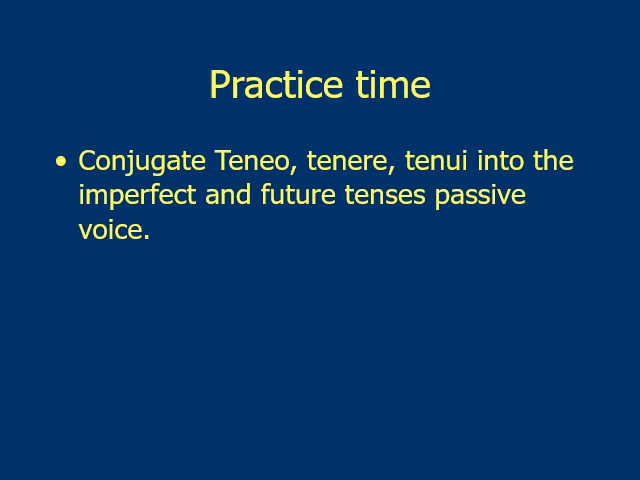 Practice time
• Conjugate Teneo, tenere, tenui into the
imperfect and future tenses passive
voice.